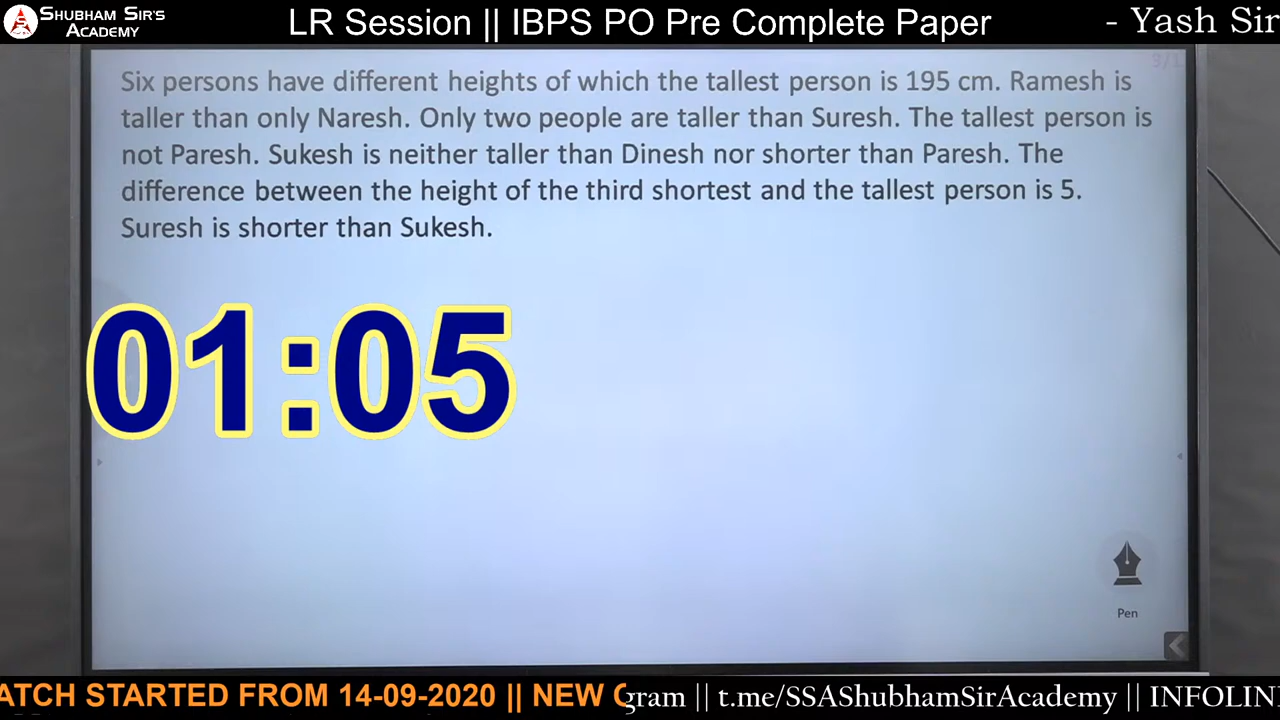 SHUBHAM SIR'S
ACADEMY
LR Session || IBPS PO Pre Complete Paper
- Yash Sir
3/1
Six persons have different heights of which the tallest person is 195 cm. Ramesh is
taller than only Naresh. Only two people are taller than Suresh. The tallest person is
not Paresh. Sukesh is neither taller than Dinesh nor shorter than Paresh. The
difference between the height of the third shortest and the tallest person is 5.
Suresh is shorter than Sukesh.
01:05
Pen
ATCH STARTED FROM 14-09-2020 || NEW
gram || t.me/SSAShubhamSirAcademy || INFOLIN